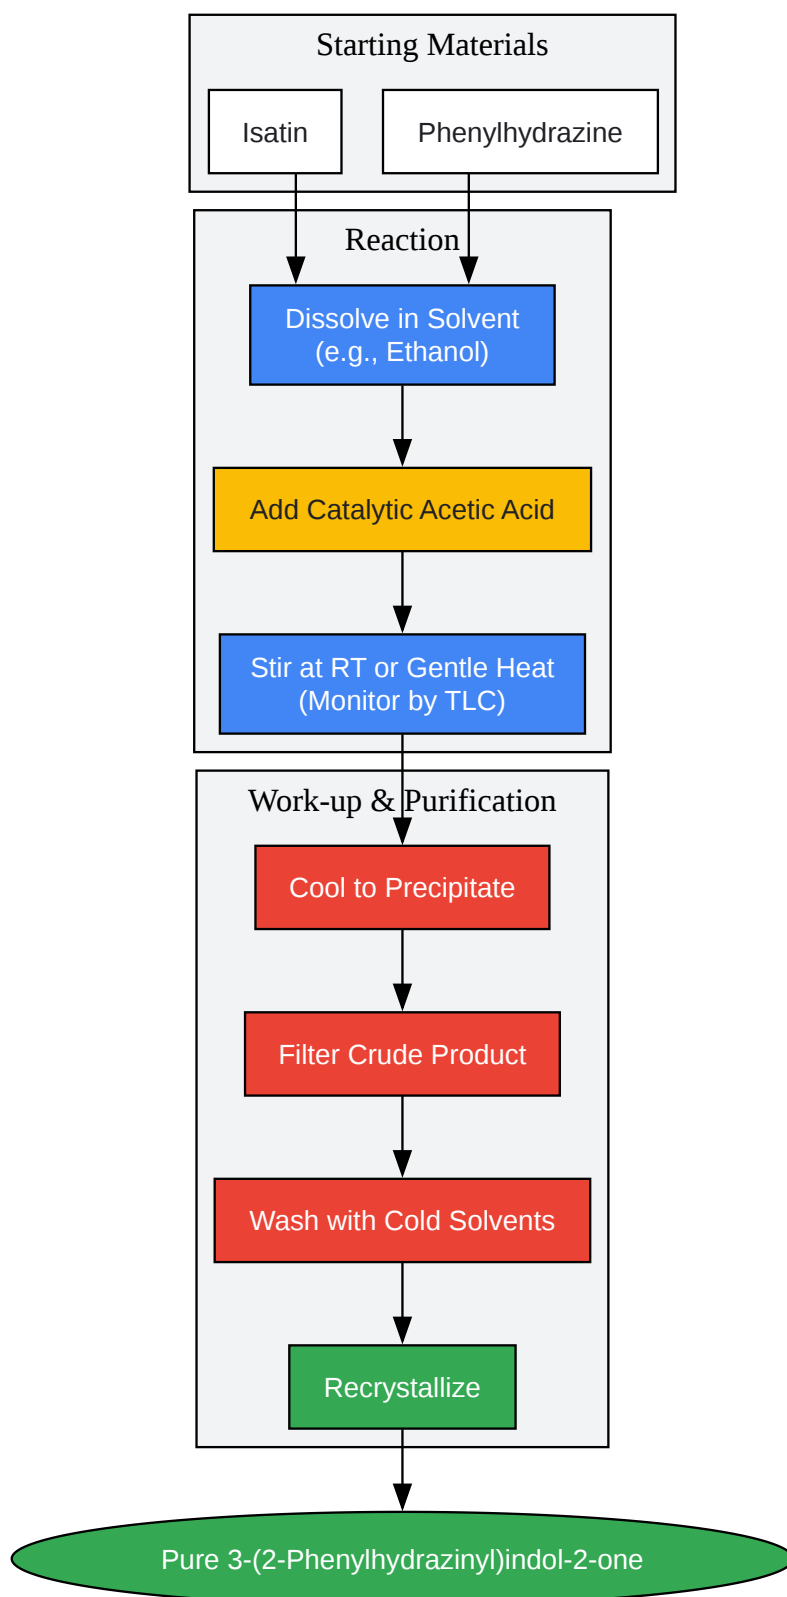 Starting Materials
Isatin
Phenylhydrazine
Reaction
Dissolve in Solvent
(e.g., Ethanol)
Add Catalytic Acetic Acid
Stir at RT or Gentle Heat
(Monitor by TLC)
Work-up & Purification
Cool to Precipitate
Filter Crude Product
Wash with Cold Solvents
Recrystallize
Pure 3-(2-Phenylhydrazinyl)indol-2-one